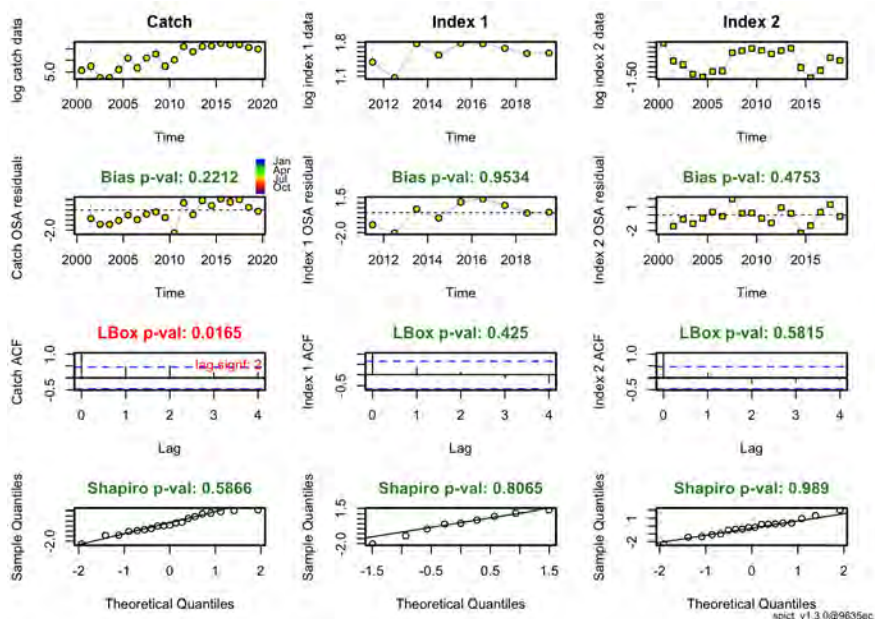 Catch
Index 1
Index 2
log catch data
5.0
2000 2005 2010 2015 2020
Time
log index 1 data
1.1 1.8
2012 2014 2016 2018
Time
log index 2 data
-1.50
2000 2005 2010 2015
Time
Bias p-val: 0.2212
Jan
Apr
Jul
Oct
Bias p-val: 0.9534
Bias p-val: 0.4753
Catch OSA residuals
-2.0
2000 2005 2010 2015 2020
Time
Index 1 OSA residual
-2.0 1.5
2012 2014 2016 2018
Time
Index 2 OSA residual
-2 1
2000 2005 2010 2015
Time
LBox p-val: 0.0165
LBox p-val: 0.425
LBox p-val: 0.5815
Catch ACF
-0.5 1.0
lag.signf: 2
0 1 2 3 4
Lag
Index 1 ACF
-0.5
0 1 2 3 4
Lag
Index 2 ACF
-0.5 1.0
0 1 2 3 4
Lag
Shapiro p-val: 0.5866
Shapiro p-val: 0.8065
Shapiro p-val: 0.989
Sample Quantiles
-2.0
-2 -1 0 1 2
Theoretical Quantiles
Sample Quantiles
-2.0 1.5
-1.5 -0.5 0.5 1.5
Theoretical Quantiles
Sample Quantiles
-2 1
-2 -1 0 1 2
Theoretical Quantiles
spict_v1.3.0@9635ec